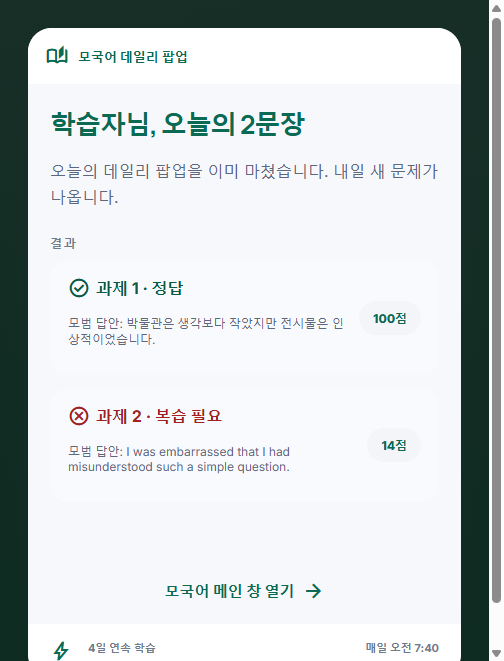 모국어 데일리 팝업
학습자님, 오늘의 2문장
오늘의 데일리 팝업을 이미 마쳤습니다. 내일 새 문제가
나옵니다.
결과
과제 1 · 정답
모범 답안: 박물관은 생각보다 작았지만 전시물은 인
상적이었습니다.
100점
과제 2 · 복습 필요
모범 답안: I was embarrassed that I had
misunderstood such a simple question.
14점
모국어 메인 창 열기
4일 연속 학습
매일 오전 7:40